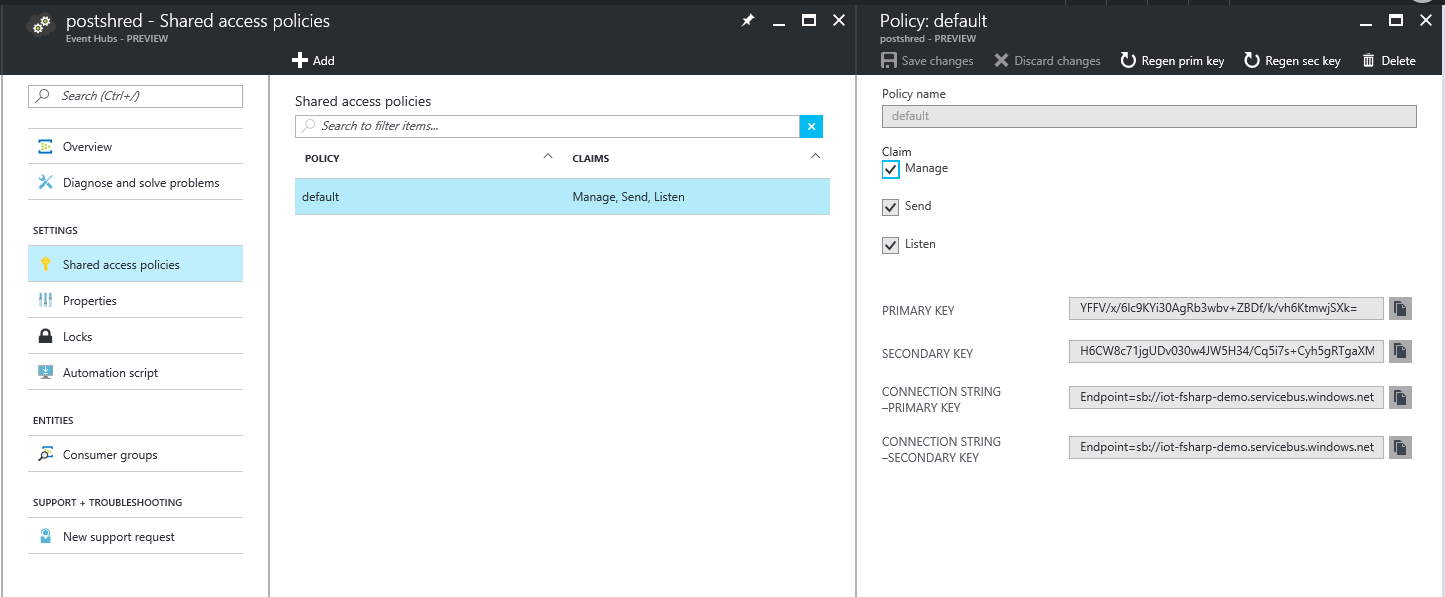 postshred - Shared access policies
Event Hubs - PREVIEW
Add
Search (Ctrl+/)
Overview
Diagnose and solve problems
SETTINGS
Shared access policies
Properties
Locks
Automation script
ENTITIES
Consumer groups
SUPPORT + TROUBLESHOOTING
New support request
Shared access policies
Search to filter items...
POLICY CLAIMS
default Manage, Send, Listen
Policy: default
postshred - PREVIEW
Save changes Discard changes Regen prim key Regen sec key Delete
Policy name
default
Claim
Manage
Send
Listen
PRIMARY KEY YFFV/x/6lc9KYi30AgRb3wbv+ZBDf/k/vh6KtmwjSXk=
SECONDARY KEY H6CW8c71jgUDv030w4JW5H34/Cq5i7s+Cyh5gRTgaXM
CONNECTION STRING
–PRIMARY KEY
Endpoint=sb://iot-fsharp-demo.servicebus.windows.net
CONNECTION STRING
–SECONDARY KEY
Endpoint=sb://iot-fsharp-demo.servicebus.windows.net